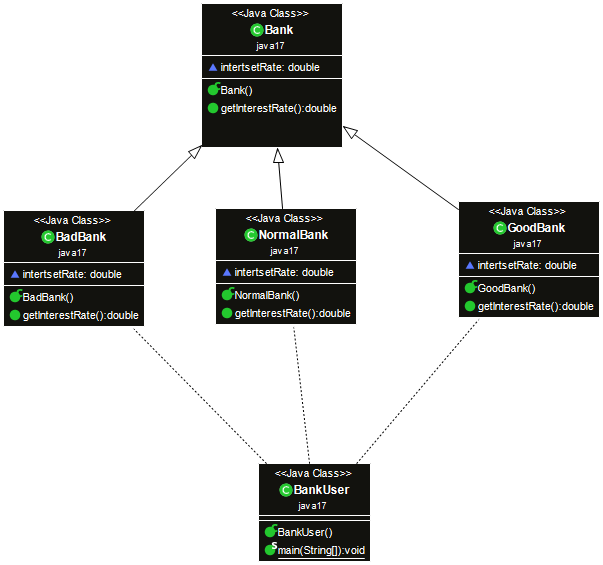 <<Java Class>>
Bank
java17
intertsetRate: double
Bank()
getInterestRate():double
<<Java Class>>
BadBank
java17
intertsetRate: double
BadBank()
getInterestRate():double
<<Java Class>>
NormalBank
java17
intertsetRate: double
NormalBank()
getInterestRate():double
<<Java Class>>
GoodBank
java17
intertsetRate: double
GoodBank()
getInterestRate():double
<<Java Class>>
BankUser
java17
BankUser()
main(String[]):void